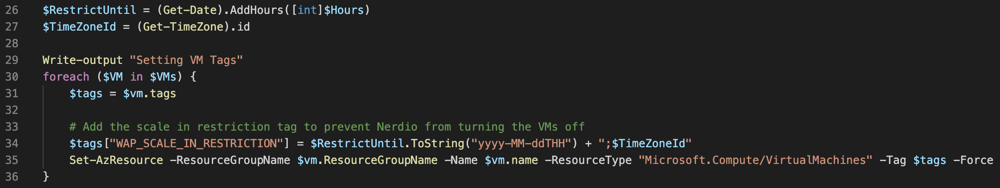 26 $RestrictUntil = (Get-Date).AddHours([int]$Hours)
27 $TimeZoneId = (Get-TimeZone).id
28
29 Write-output "Setting VM Tags"
30 foreach ($VM in $VMs) {
31     $tags = $vm.tags
32
33     # Add the scale in restriction tag to prevent Nerdio from turning the VMs off
34     $tags["WAP_SCALE_IN_RESTRICTION"] = $RestrictUntil.ToString("yyyy-MM-ddTHH") + ";$TimeZoneId"
35     Set-AzResource -ResourceGroupName $vm.ResourceGroupName -Name $vm.name -ResourceType "Microsoft.Compute/VirtualMachines" -Tag $tags -Force
36 }